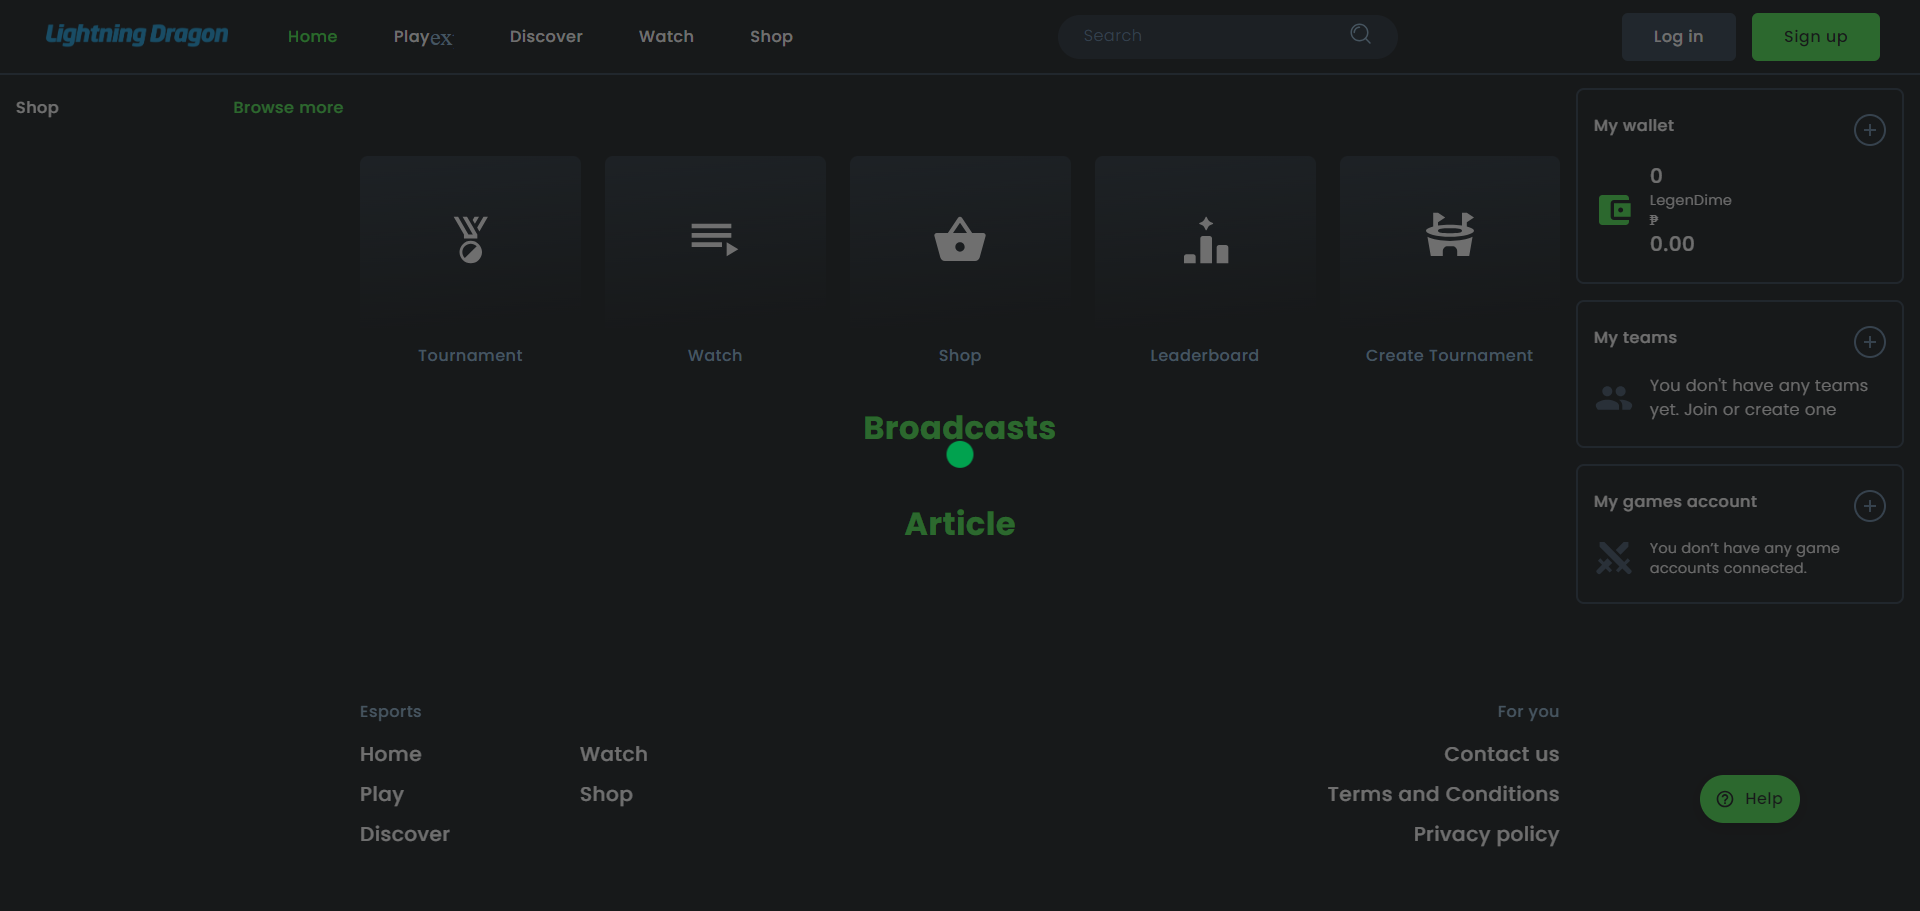 Lightning Dragon
Home
Playex
Discover
Watch
Shop
Search
Log in
Sign up
Shop
Browse more
Tournament
Watch
Shop
Leaderboard
Create Tournament
Broadcasts
Article
My wallet
0
LegenDime
₱
0.00
My teams
You don't have any teams
yet. Join or create one
My games account
You don't have any game
accounts connected.
Esports
Home
Play
Discover
Watch
Shop
For you
Contact us
Terms and Conditions
Privacy policy
Help